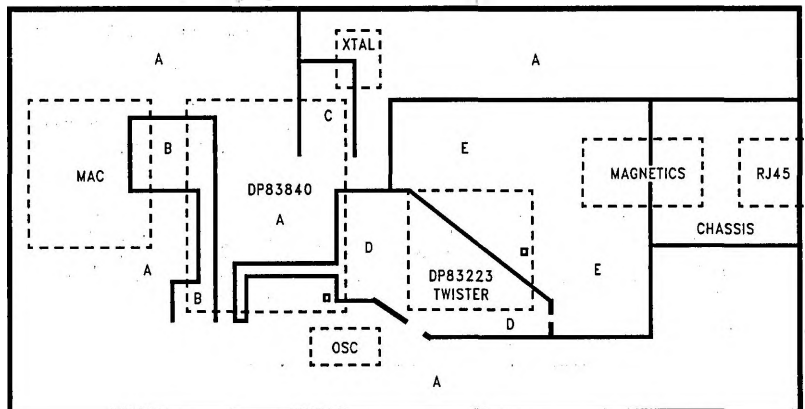 XTAL
A
A
C
B
E
MAC
MAGNETICS
RJ45
DP83840
A
CHASSIS
D
A
E
DP83223
TWISTER
B
D
OSC
A